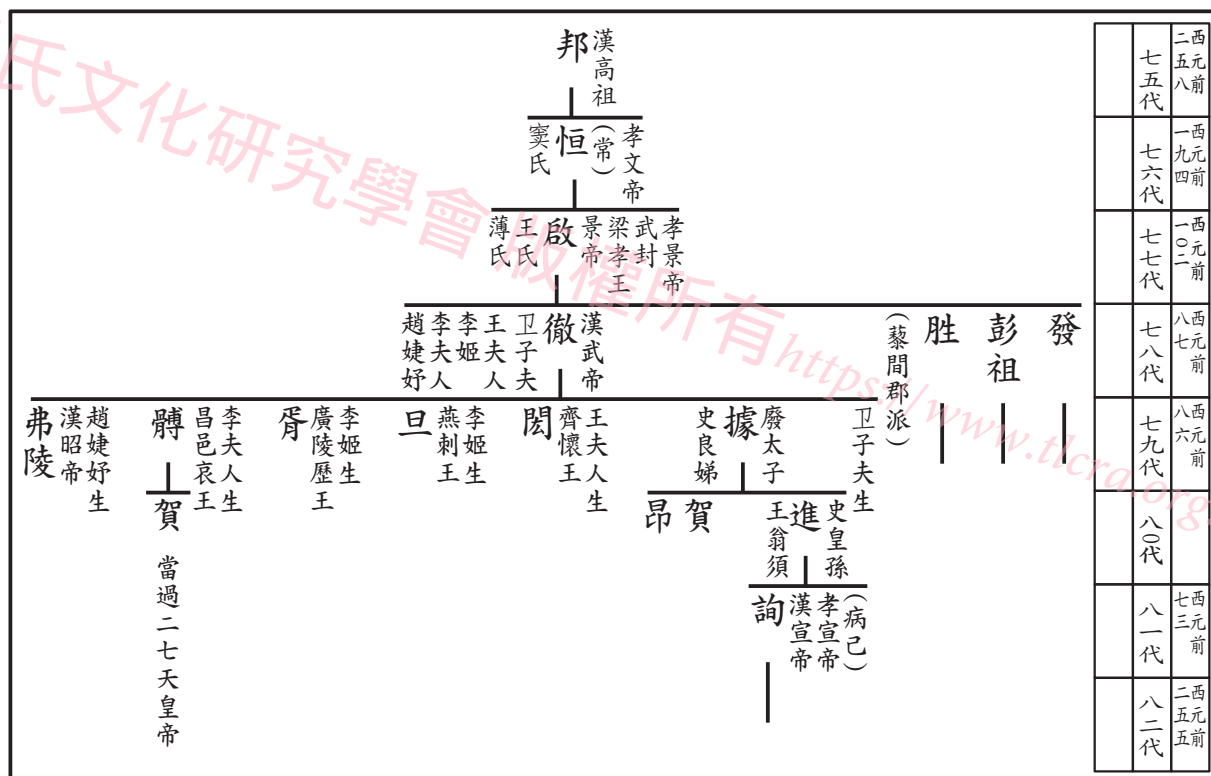 西元前二五八
七五代
漢高祖
邦
西元前一九四
七六代
孝文帝
恒
(常)
竇氏
西元前一0二
七七代
孝景帝
武封
梁孝王
景帝
啟
王氏
薄氏
西元前八七
七八代
發
彭祖
胜
(藜間郡派)
漢武帝
徹
卫子夫
王夫人
李姬
李夫人
趙婕妤
西元前八六
七九代
卫子夫生
廢太子
據
史良娣
王夫人生
齊懷王
閎
李姬生
燕刺王
旦
李姬生
廣陵歷王
胥
李夫人生
昌邑哀王
髆
趙婕妤生
漢昭帝
弗陵
八0代
史皇孫
進
王翁須
賀
昂
賀
當過二七天皇帝
西元前七三
八一代
(病己)
孝宣帝
漢宣帝
詢
西元前二五五
八二代
氏文化研究學會 版權所有https://www.tlcra.org.